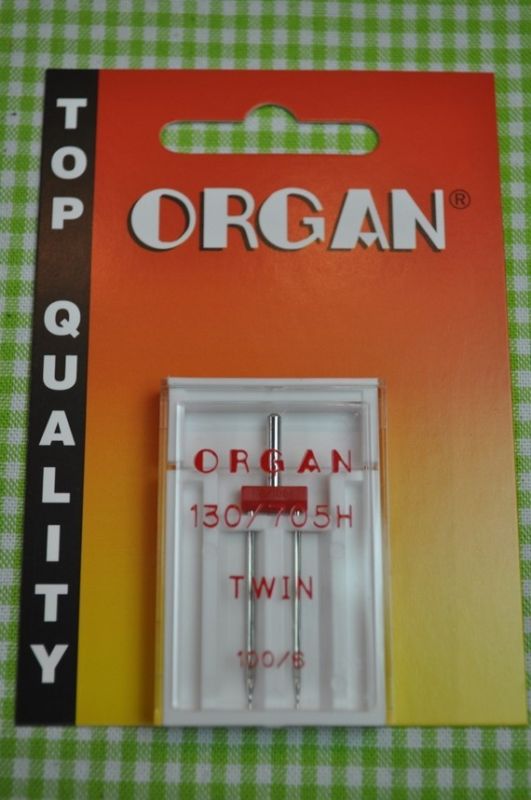 TOP QUALITY
ORGAN®
ORGAN
130/705H
TWIN
100/6